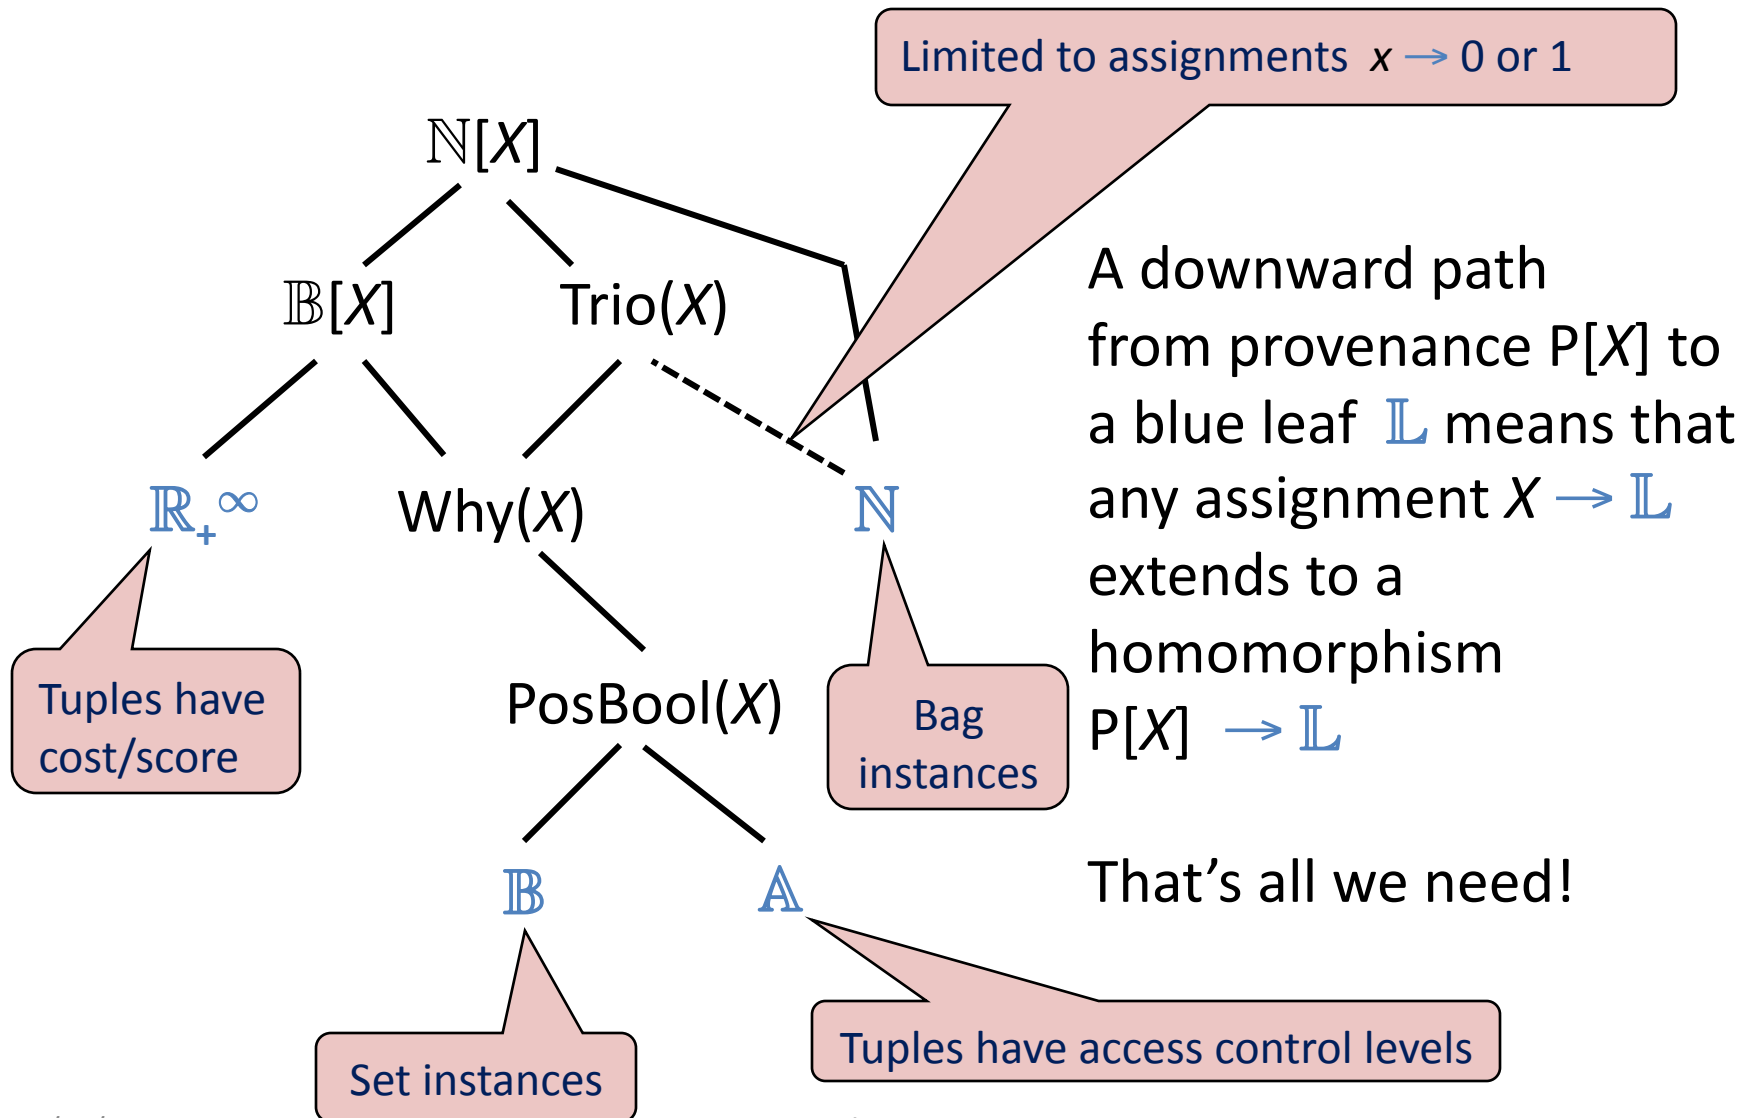 Limited to assignments x → 0 or 1
ℕ[X]
𝔹[X]
Trio(X)
ℝ₊^∞
Why(X)
ℕ
Tuples have
cost/score
PosBool(X)
Bag
instances
𝔹
𝔸
Set instances
Tuples have access control levels
A downward path
from provenance P[X] to
a blue leaf 𝕃 means that
any assignment X → 𝕃
extends to a
homomorphism
P[X] → 𝕃
That’s all we need!